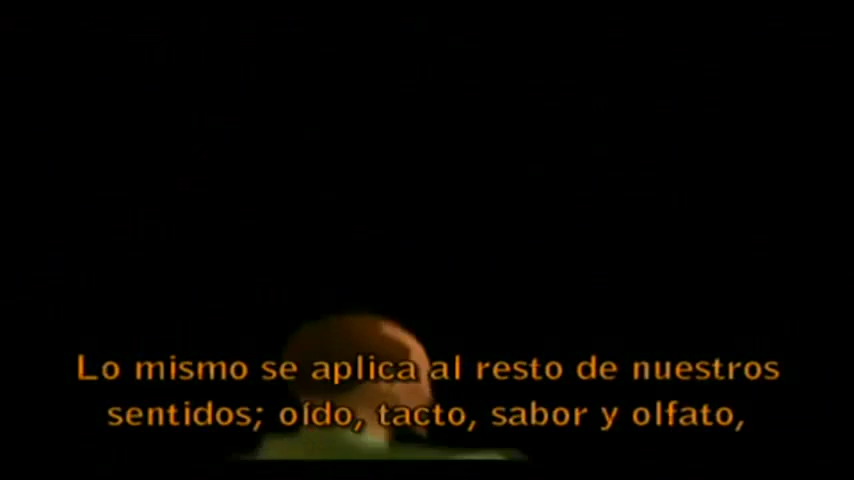 Lo mismo se aplica al resto de nuestros
sentidos; oído, tacto, sabor y olfato,